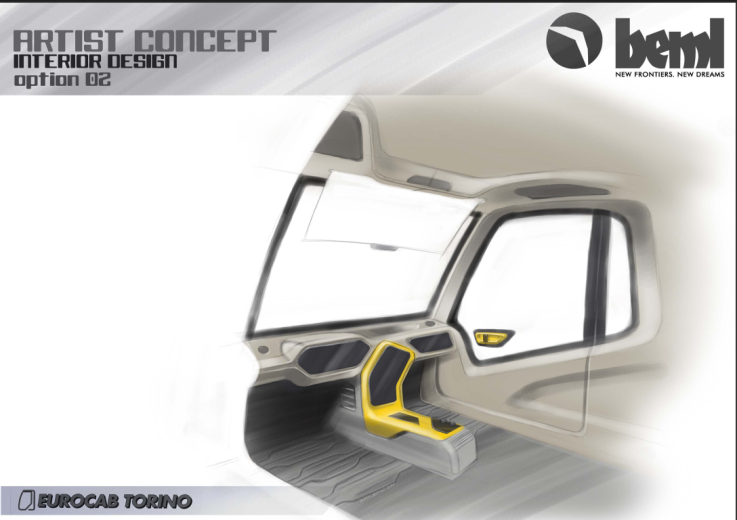 ARTIST CONCEPT
INTERIOR DESIGN
option 02
beml
NEW FRONTIERS. NEW DREAMS
EUROCAB TORINO